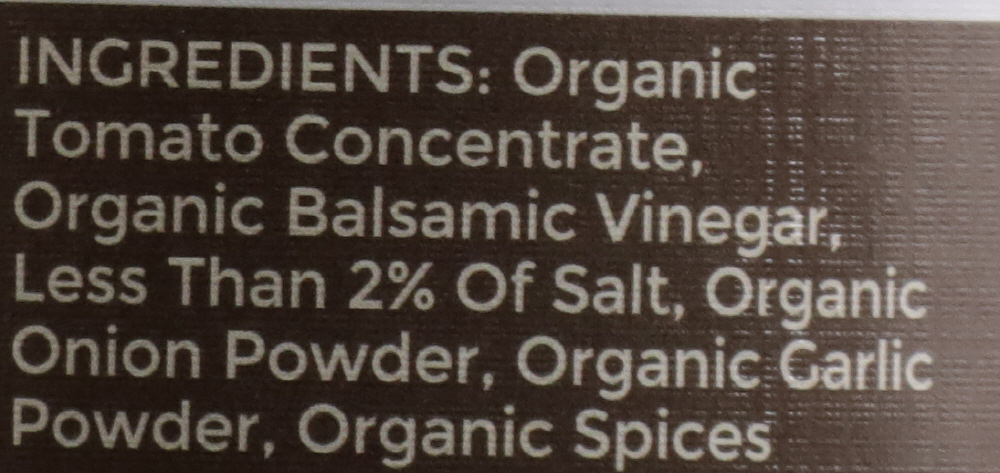 INGREDIENTS: Organic
Tomato Concentrate,
Organic Balsamic Vinegar,
Less Than 2% Of Salt, Organic
Onion Powder, Organic Garlic
Powder, Organic Spices